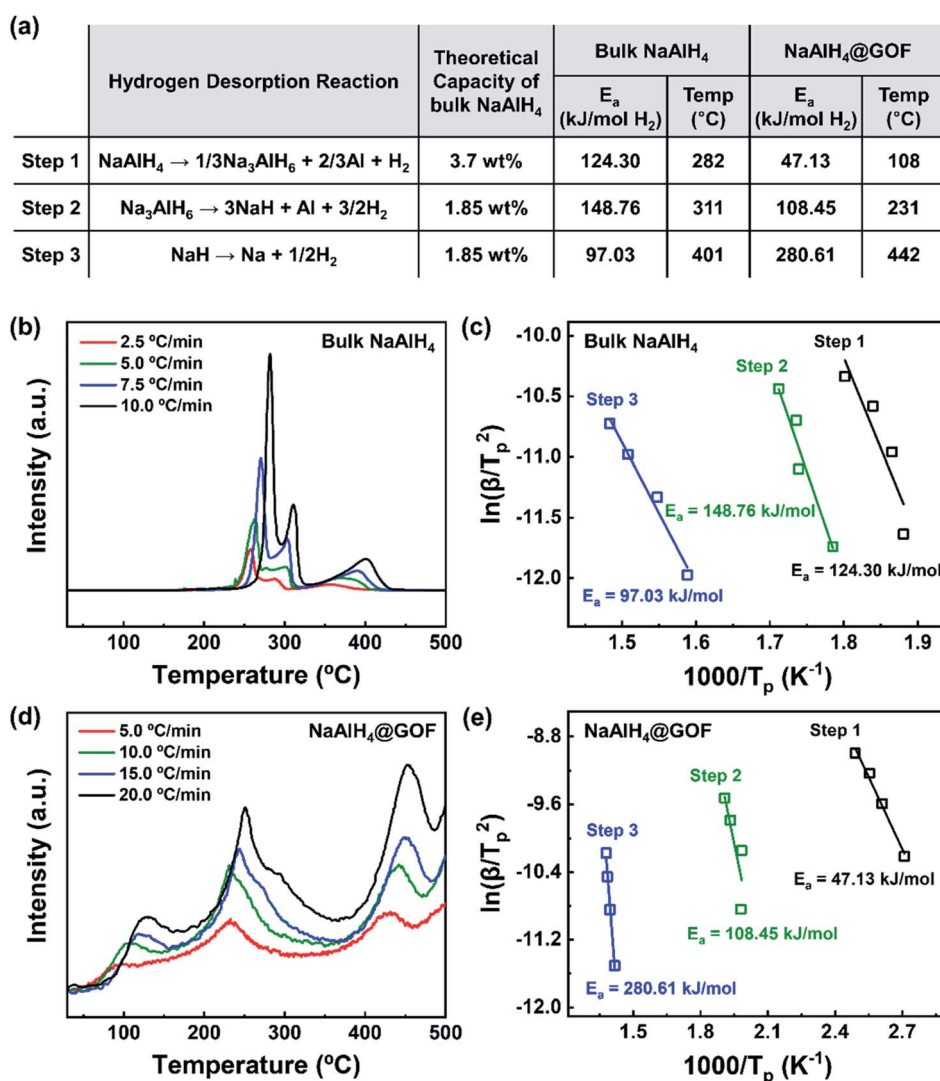 (a)
Hydrogen Desorption Reaction
Theoretical Capacity of bulk NaAlH₄
Bulk NaAlH₄
NaAlH₄@GOF
Eₐ (kJ/mol H₂)
Temp (°C)
Eₐ (kJ/mol H₂)
Temp (°C)
Step 1 NaAlH₄ → 1/3Na₃AlH₆ + 2/3Al + H₂ 3.7 wt% 124.30 282 47.13 108
Step 2 Na₃AlH₆ → 3NaH + Al + 3/2H₂ 1.85 wt% 148.76 311 108.45 231
Step 3 NaH → Na + 1/2H₂ 1.85 wt% 97.03 401 280.61 442
(b)
Intensity (a.u.)
2.5 ºC/min
5.0 ºC/min
7.5 ºC/min
10.0 ºC/min
Bulk NaAlH₄
100 200 300 400 500
Temperature (ºC)
(c)
ln(β/Tₚ²)
-10.0
-10.5
-11.0
-11.5
-12.0
Bulk NaAlH₄
Step 1
Step 2
Step 3
Eₐ = 148.76 kJ/mol
Eₐ = 124.30 kJ/mol
Eₐ = 97.03 kJ/mol
1.5 1.6 1.7 1.8 1.9
1000/Tₚ (K⁻¹)
(d)
Intensity (a.u.)
5.0 ºC/min
10.0 ºC/min
15.0 ºC/min
20.0 ºC/min
NaAlH₄@GOF
100 200 300 400 500
Temperature (ºC)
(e)
ln(β/Tₚ²)
-8.8
-9.6
-10.4
-11.2
-12.0
NaAlH₄@GOF
Step 1
Step 2
Step 3
Eₐ = 47.13 kJ/mol
Eₐ = 108.45 kJ/mol
Eₐ = 280.61 kJ/mol
1.5 1.8 2.1 2.4 2.7
1000/Tₚ (K⁻¹)